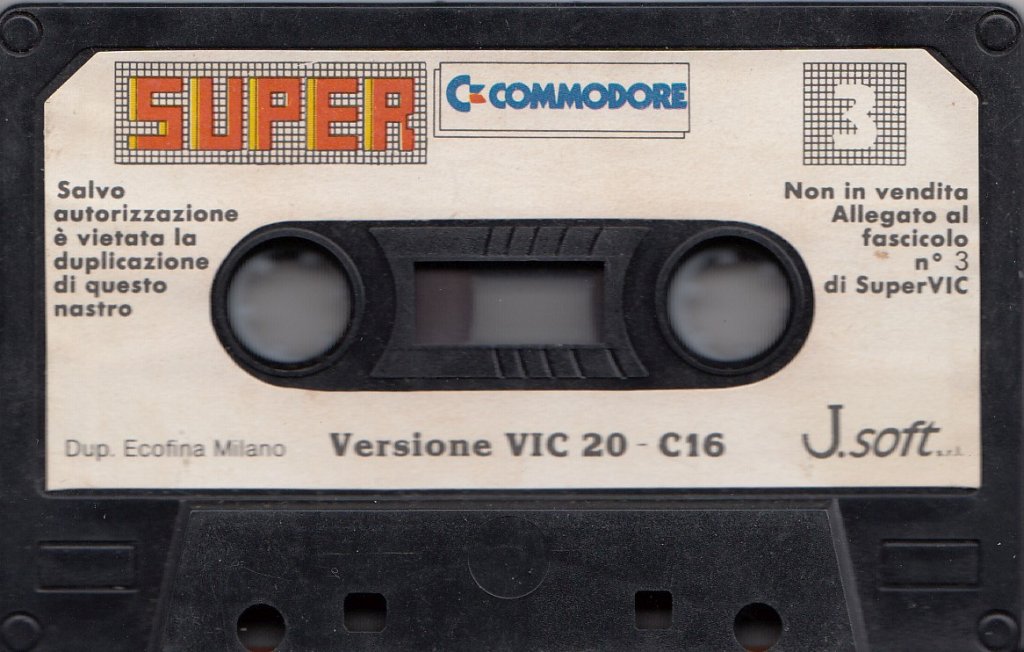 SUPER
COMMODORE
3
Salvo
autorizzazione
è vietata la
duplicazione
di questo
nastro
Non in vendita
Allegato al
fascicolo
n° 3
di SuperVIC
Dup. Ecofina Milano
Versione VIC 20 - C16
J.soft s.r.l.